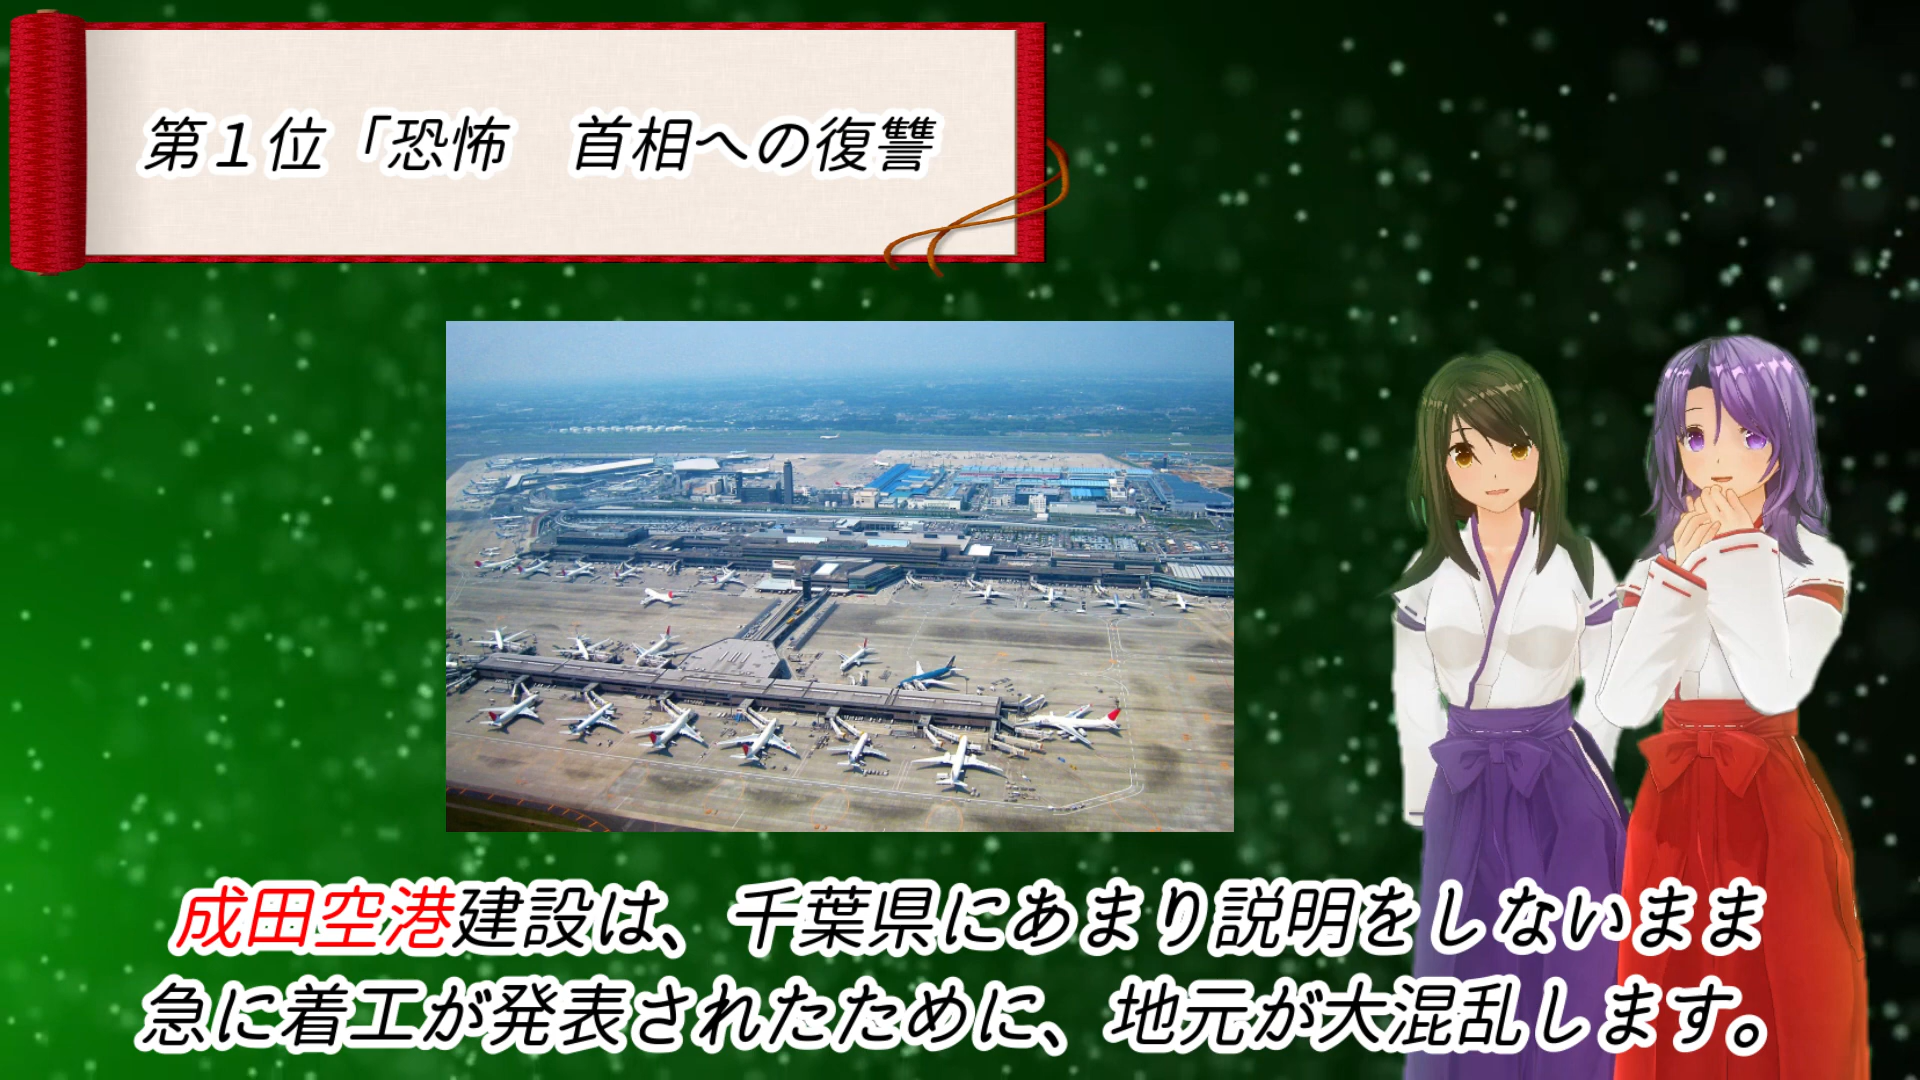 第１位「恐怖　首相への復讐
成田空港建設は、千葉県にあまり説明をしないまま
急に着工が発表されたために、地元が大混乱します。